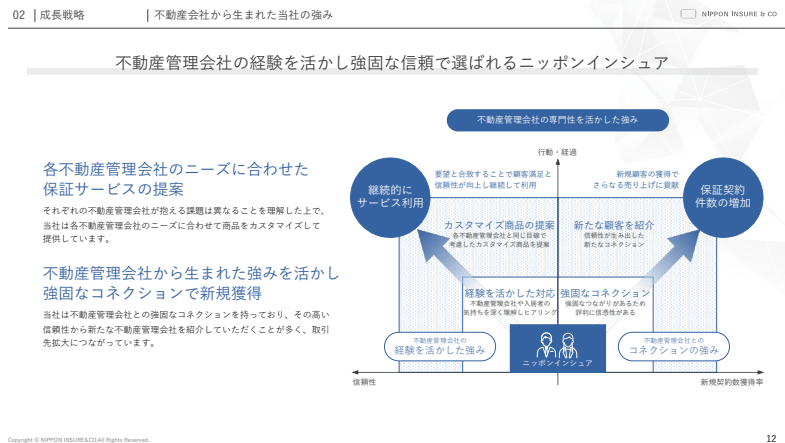 02 | 成長戦略 | 不動産会社から生まれた当社の強み
NIPPON INSURE & CO
不動産管理会社の経験を活かし強固な信頼で選ばれるニッポンインシュア
各不動産管理会社のニーズに合わせた
保証サービスの提案
それぞれの不動産管理会社が抱える課題は異なることを理解した上で、
当社は各不動産管理会社のニーズに合わせて商品をカスタマイズして
提供しています。
不動産管理会社から生まれた強みを活かし
強固なコネクションで新規獲得
当社は不動産管理会社との強固なコネクションを持っており、その高い
信頼性から新たな不動産管理会社を紹介していただくことが多く、取引
先拡大につながっています。
不動産管理会社の専門性を活かした強み
行動・経過
継続的に
サービス利用
要望と合致することで顧客満足と
信頼性が向上し継続して利用
新規顧客の獲得で
さらなる売り上げに貢献
保証契約
件数の増加
カスタマイズ商品の提案
各不動産管理会社と同じ目線で
考慮したカスタマイズ商品を提案
新たな顧客を紹介
信頼性が生み出した
新たなコネクション
経験を活かした対応
不動産管理会社や入居者の
気持ちを深く理解しヒアリング
強固なコネクション
強固なつながりがあるため
評判に信憑性がある
不動産管理会社の
経験を活かした強み
ニッポンインシュア
不動産管理会社との
コネクションの強み
信頼性
新規契約数獲得率
Copyright © NIPPON INSURE&CO.All Rights Reserved.
12